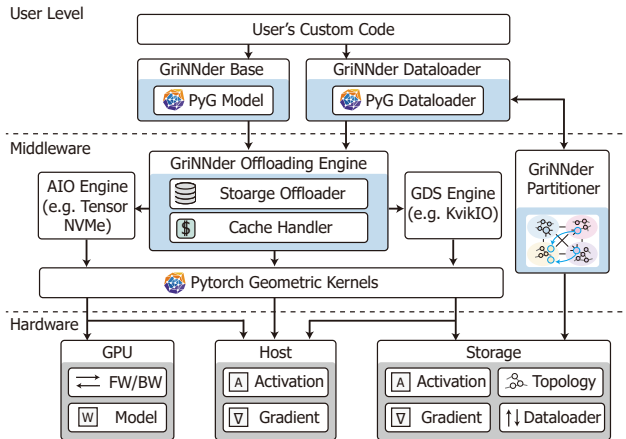 User Level
User's Custom Code
GriNNder Base
GriNNder Dataloader
PyG Model
PyG Dataloader
Middleware
GriNNder Offloading Engine
AIO Engine
(e.g. Tensor
NVMe)
Stoarge Offloader
$ Cache Handler
GDS Engine
(e.g. KvikIO)
GriNNder
Partitioner
Pytorch Geometric Kernels
Hardware
GPU
FW/BW
W Model
Host
A Activation
∇ Gradient
Storage
A Activation
Topology
∇ Gradient
Dataloader